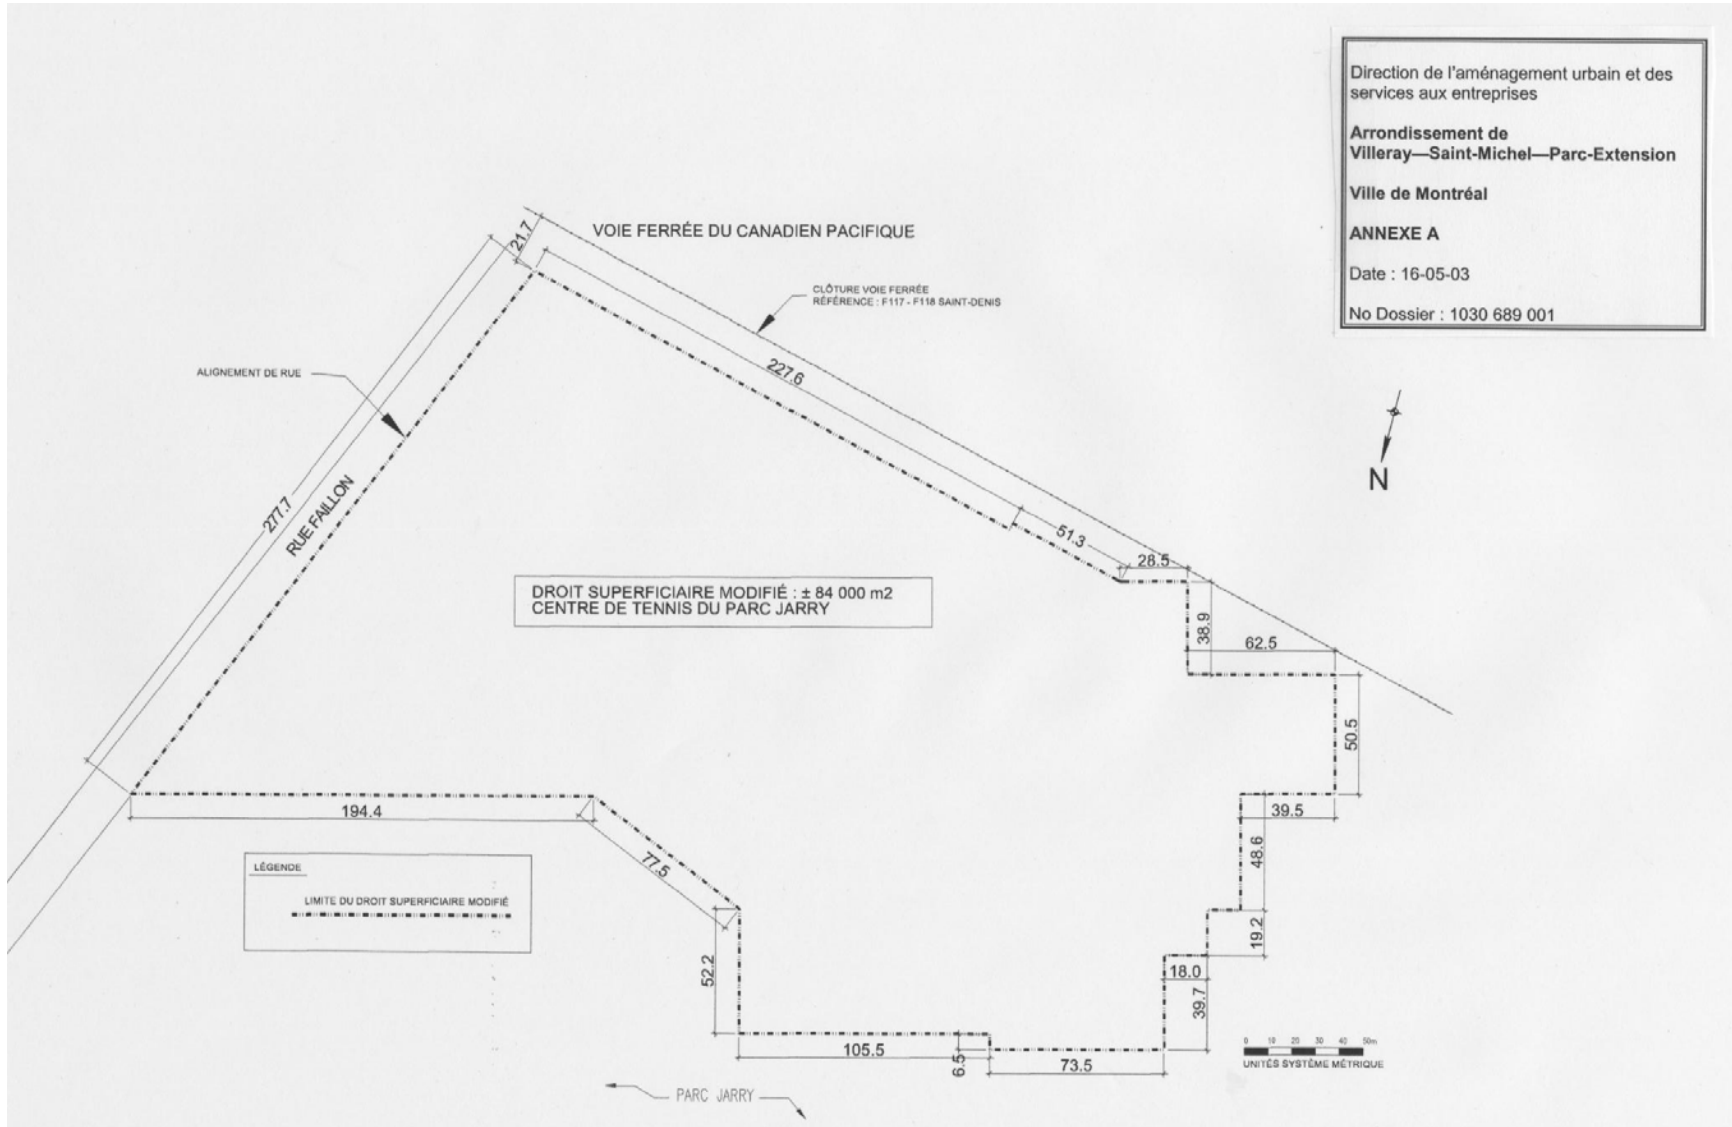 Direction de l'aménagement urbain et des
services aux entreprises
Arrondissement de
Villeray—Saint-Michel—Parc-Extension
Ville de Montréal
ANNEXE A
Date : 16-05-03
No Dossier : 1030 689 001
VOIE FERRÉE DU CANADIEN PACIFIQUE
21.7
CLÔTURE VOIE FERRÉE
RÉFÉRENCE : F117 - F118 SAINT-DENIS
ALIGNEMENT DE RUE
227.6
N
277.7
RUE FAILLON
51.3
28.5
DROIT SUPERFICIAIRE MODIFIÉ : ± 84 000 m2
CENTRE DE TENNIS DU PARC JARRY
38.9
62.5
50.5
194.4
39.5
77.5
48.6
LÉGENDE
LIMITE DU DROIT SUPERFICIAIRE MODIFIÉ
19.2
52.2
18.0
39.7
105.5
6.5
73.5
0 10 20 30 40 50m
UNITÉS SYSTÈME MÉTRIQUE
PARC JARRY